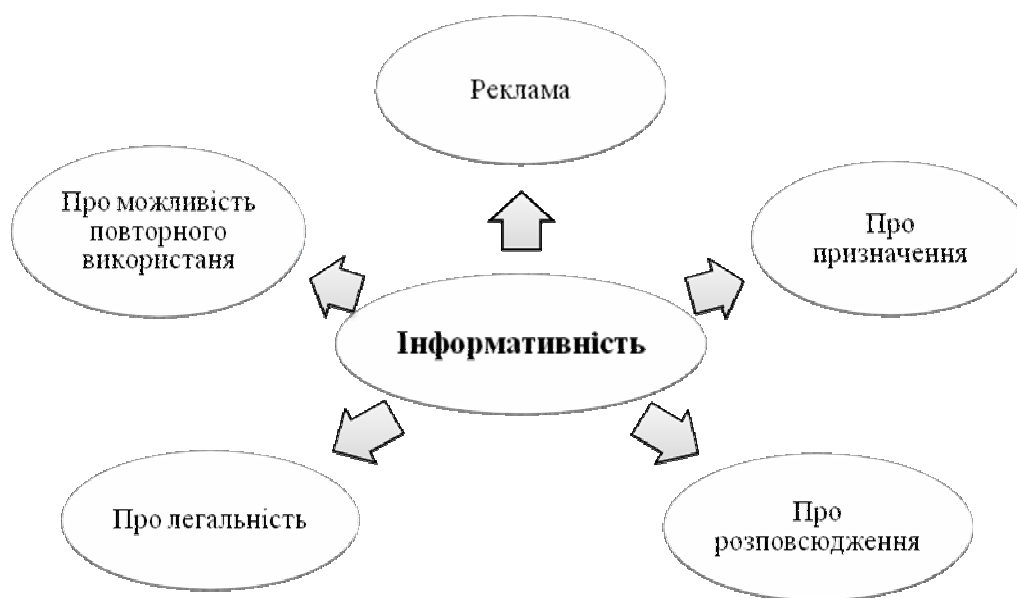 Реклама
Про можливість
повторного
використаня
Про
призначення
Інформативність
Про легальність
Про
розповсюдження